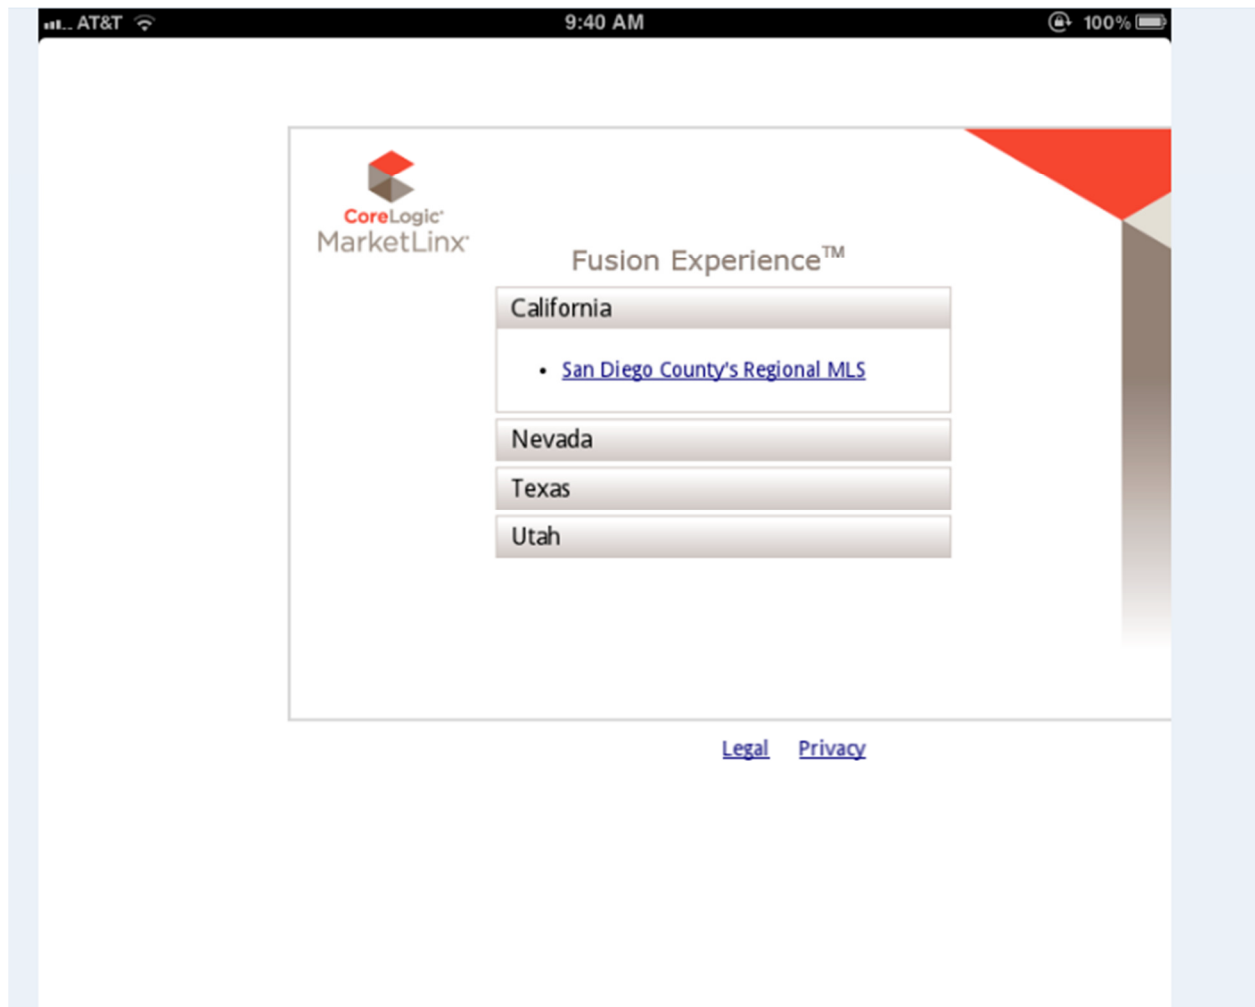 AT&T 9:40 AM 100%
CoreLogic®
MarketLinx®
Fusion Experience™
California
• San Diego County's Regional MLS
Nevada
Texas
Utah
Legal Privacy